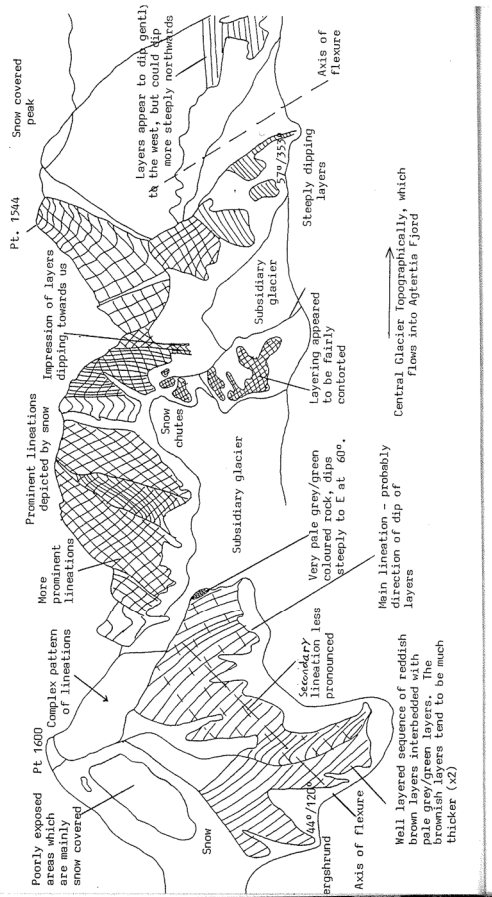 Poorly exposed
areas which
are mainly
snow covered
Pt 1600
Complex pattern
of lineations
More
prominent
lineations
Prominent lineations
depicted by snow
Impression of layers
dipping towards us
Pt. 1544
Snow covered
peak
Layers appear to dip gently
to the west, but could dip
more steeply northwards
Axis of
flexure
57º/353º
Steeply dipping
layers
Subsidiary
glacier
Layering appeared
to be fairly
contorted
Snow
chutes
Subsidiary glacier
Very pale grey/green
coloured rock, dips
steeply to E at 60º.
Secondary
lineation less
pronounced
Main lineation - probably
direction of dip of
layers
Snow
44º/120º
ergshrund
Axis of flexure
Well layered sequence of reddish
brown layers interbedded with
pale grey/green layers. The
brownish layers tend to be much
thicker (x2)
Central Glacier Topographically, which
flows into Agtertia Fjord